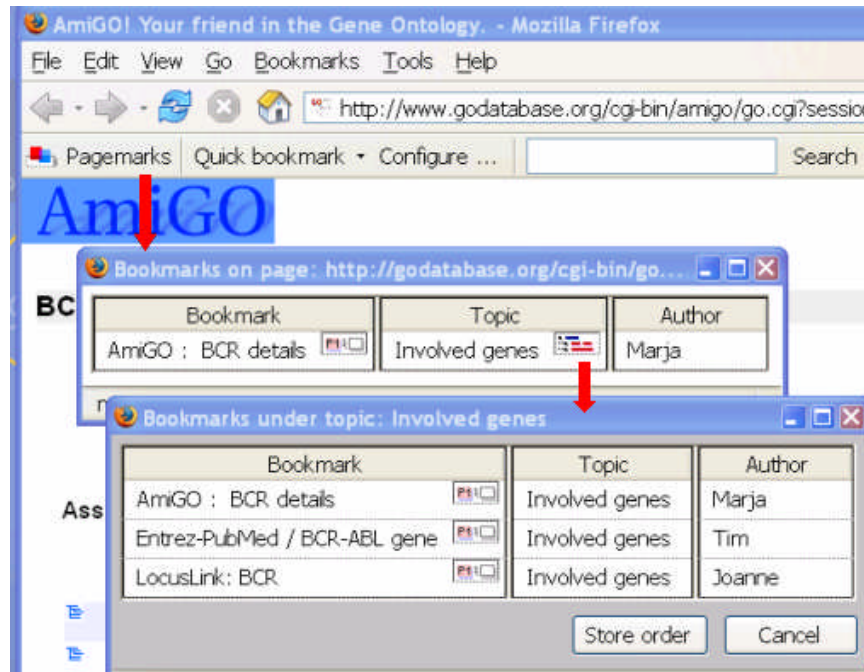 AmiGO! Your friend in the Gene Ontology. - Mozilla Firefox
File Edit View Go Bookmarks Tools Help
http://www.godatabase.org/cgi-bin/amigo/go.cgi?sessio
Pagemarks Quick bookmark Configure ... Search
AmiGO
Bookmarks on page: http://godatabase.org/cgi-bin/go...
BC
Bookmark Topic Author
AmiGO : BCR details Involved genes Marja
Bookmarks under topic: Involved genes
Bookmark Topic Author
AmiGO : BCR details Involved genes Marja
Ass
Entrez-PubMed / BCR-ABL gene Involved genes Tim
LocusLink: BCR Involved genes Joanne
Store order Cancel